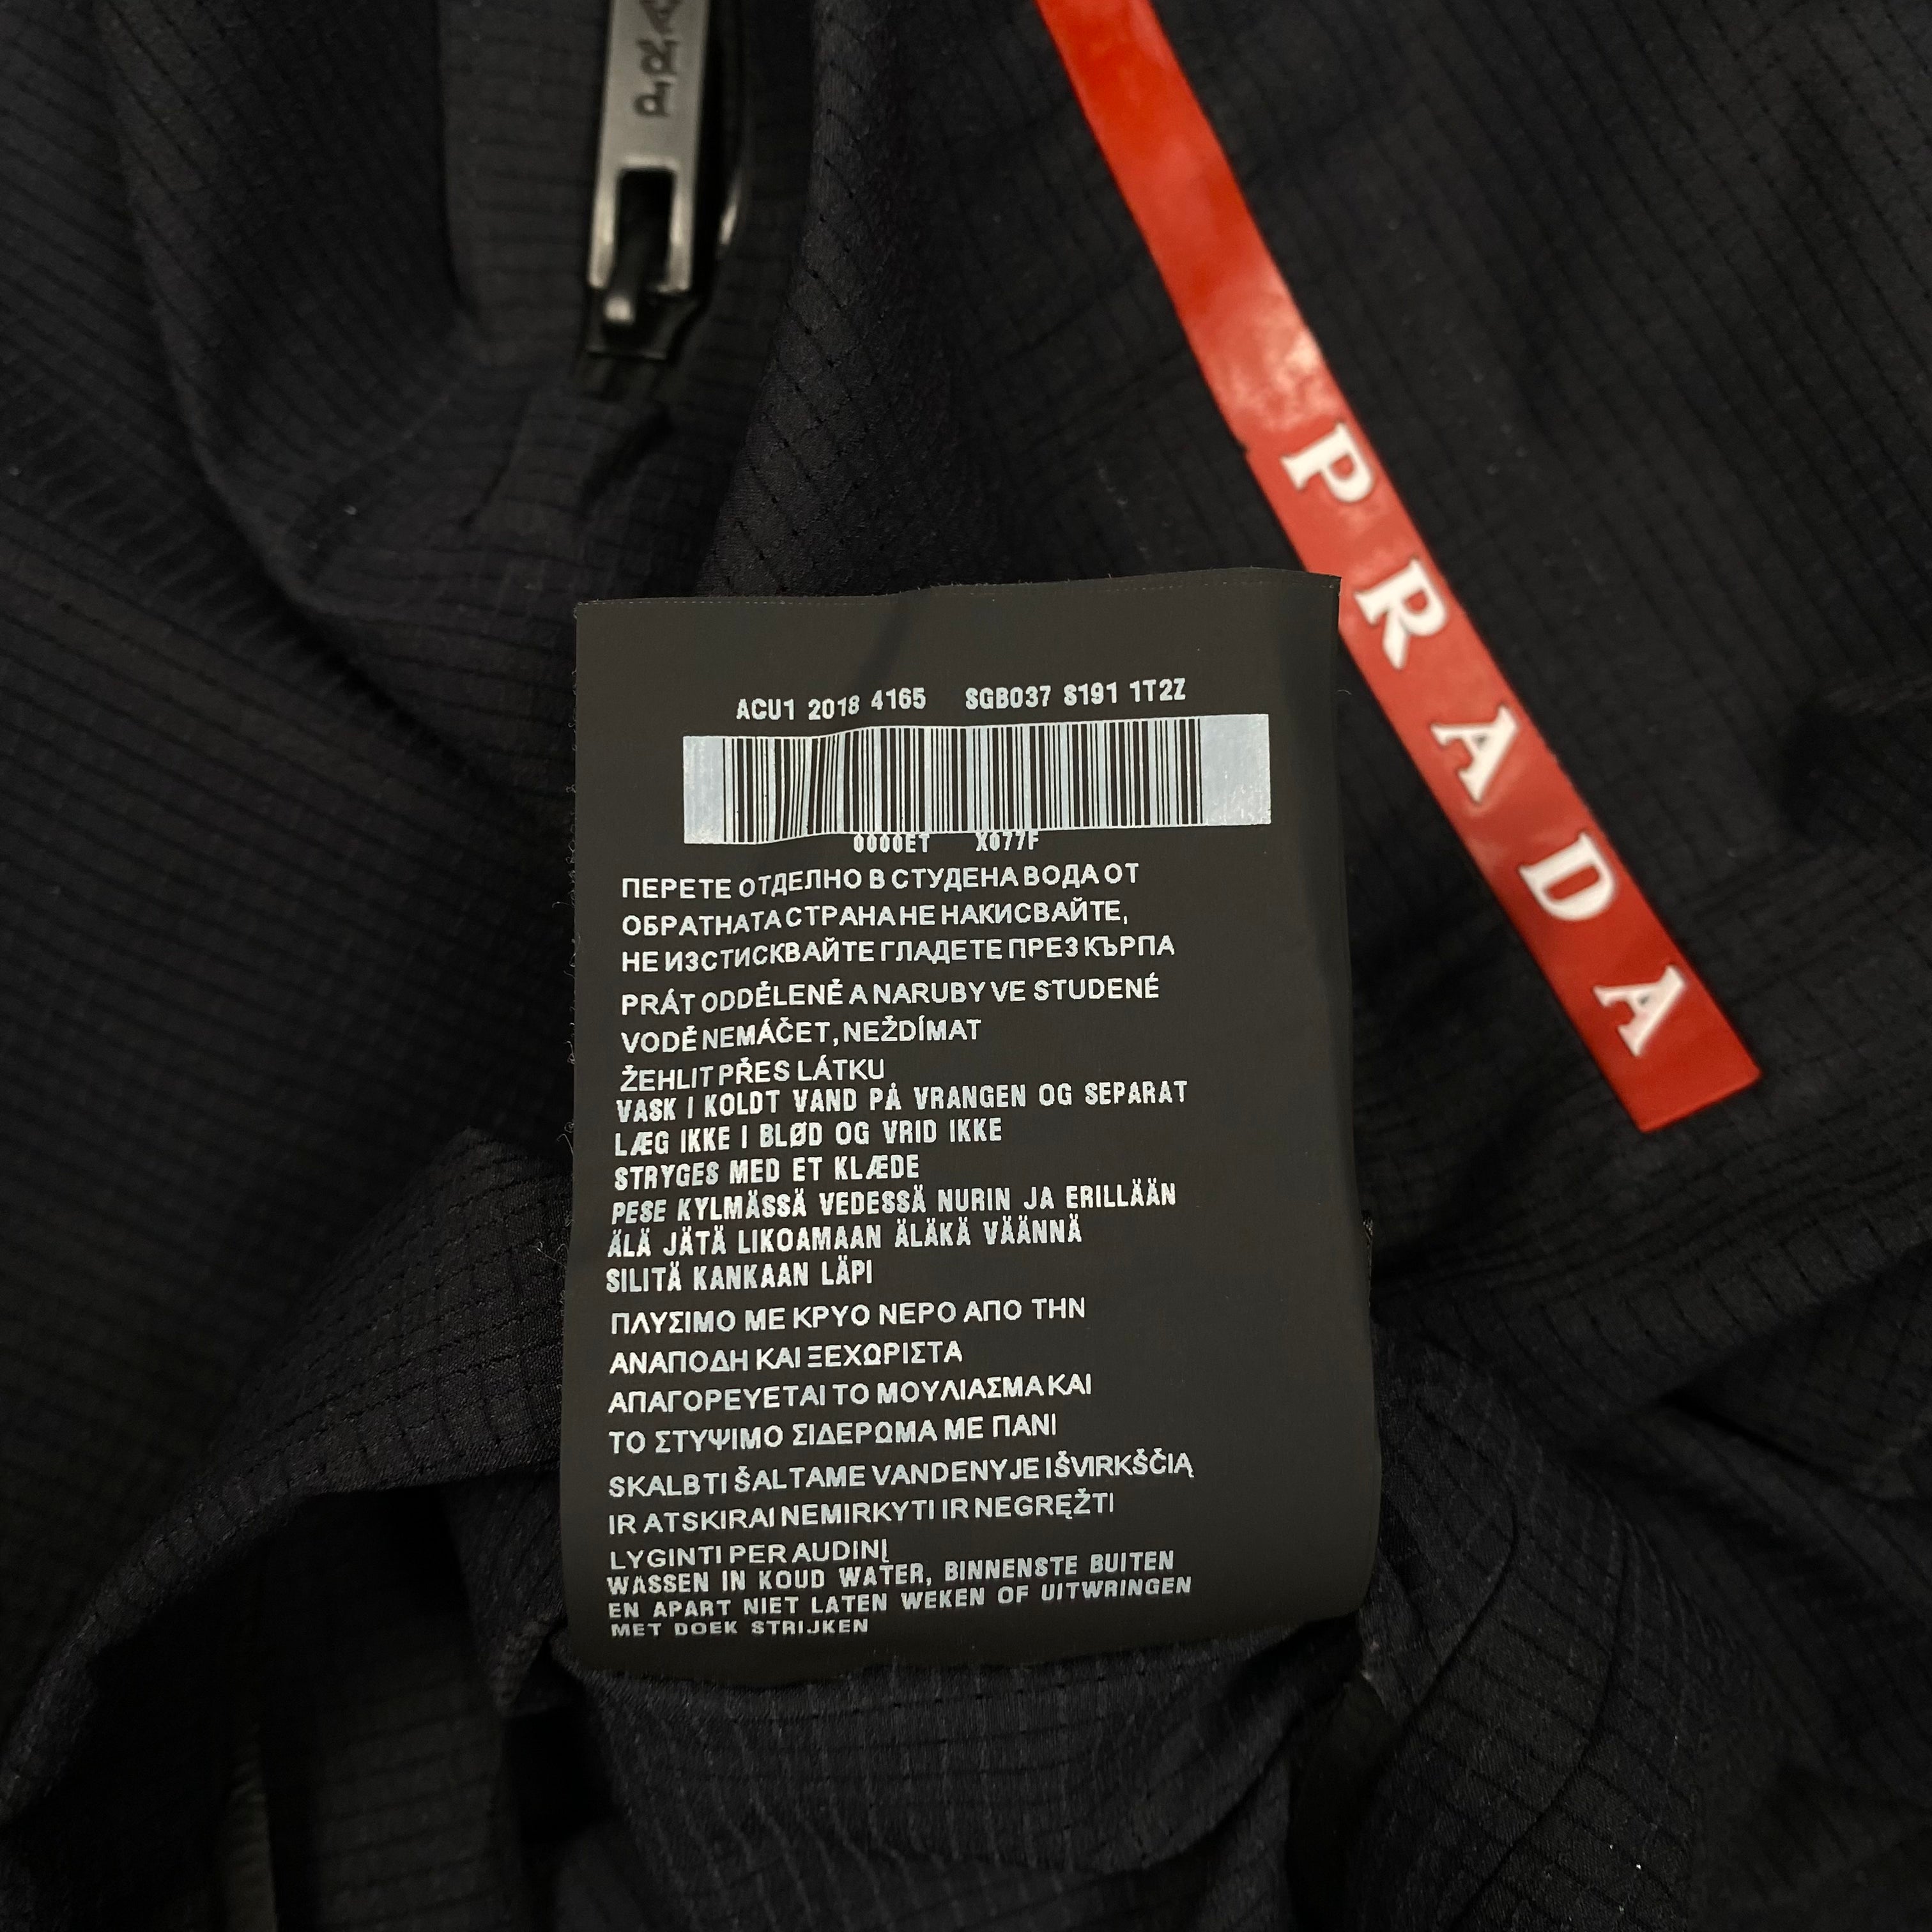 PRA
PRADA
ACU1 2018 4165 SGB037 S191 1T2Z
0000ET X077F
ПЕРЕТЕ ОТДЕЛНО В СТУДЕНА ВОДА ОТ
ОБРАТНАТА СТРАНА НЕ НАКИСВАЙТЕ,
НЕ ИЗСТИСКВАЙТЕ ГЛАДЕТЕ ПРЕЗ КЪРПА
PRÁT ODDĚLENĚ A NARUBY VE STUDENÉ
VODĚ NEMÁČET, NEŽDÍMAT
ŽEHLIT PŘES LÁTKU
VASK I KOLDT VAND PÅ VRANGEN OG SEPARAT
LÆG IKKE I BLØD OG VRID IKKE
STRYGES MED ET KLÆDE
PESE KYLMÄSSÄ VEDESSÄ NURIN JA ERILLÄÄN
ÄLÄ JÄTÄ LIKOAMAAN ÄLÄKÄ VÄÄNNÄ
SILITÄ KANKAAN LÄPI
ΠΛΥΣΙΜΟ ΜΕ ΚΡΥΟ ΝΕΡΟ ΑΠΟ ΤΗΝ
ΑΝΑΠΟΔΗ ΚΑΙ ΞΕΧΩΡΙΣΤΑ
ΑΠΑΓΟΡΕΥΕΤΑΙ ΤΟ ΜΟΥΛΙΑΣΜΑ ΚΑΙ
ΤΟ ΣΤΥΨΙΜΟ ΣΙΔΕΡΩΜΑ ΜΕ ΠΑΝΙ
SKALBTI ŠALTAME VANDENYJE IŠVIRKŠČIĄ
IR ATSKIRAI NEMIRKYTI IR NEGRĘŽTI
LYGINTI PER AUDINĮ
WASSEN IN KOUD WATER, BINNENSTE BUITEN
EN APART NIET LATEN WEKEN OF UITWRINGEN
MET DOEK STRIJKEN